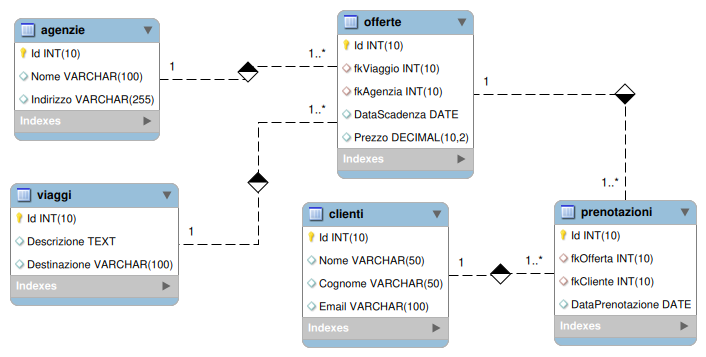 agenzie
Id INT(10)
Nome VARCHAR(100)
Indirizzo VARCHAR(255)
Indexes
1
1..*
offerte
Id INT(10)
fkViaggio INT(10)
fkAgenzia INT(10)
DataScadenza DATE
Prezzo DECIMAL(10,2)
Indexes
1
1..*
1..*
viaggi
Id INT(10)
Descrizione TEXT
Destinazione VARCHAR(100)
Indexes
1
clienti
Id INT(10)
Nome VARCHAR(50)
Cognome VARCHAR(50)
Email VARCHAR(100)
Indexes
1
1..*
prenotazioni
Id INT(10)
fkOfferta INT(10)
fkCliente INT(10)
DataPrenotazione DATE
Indexes